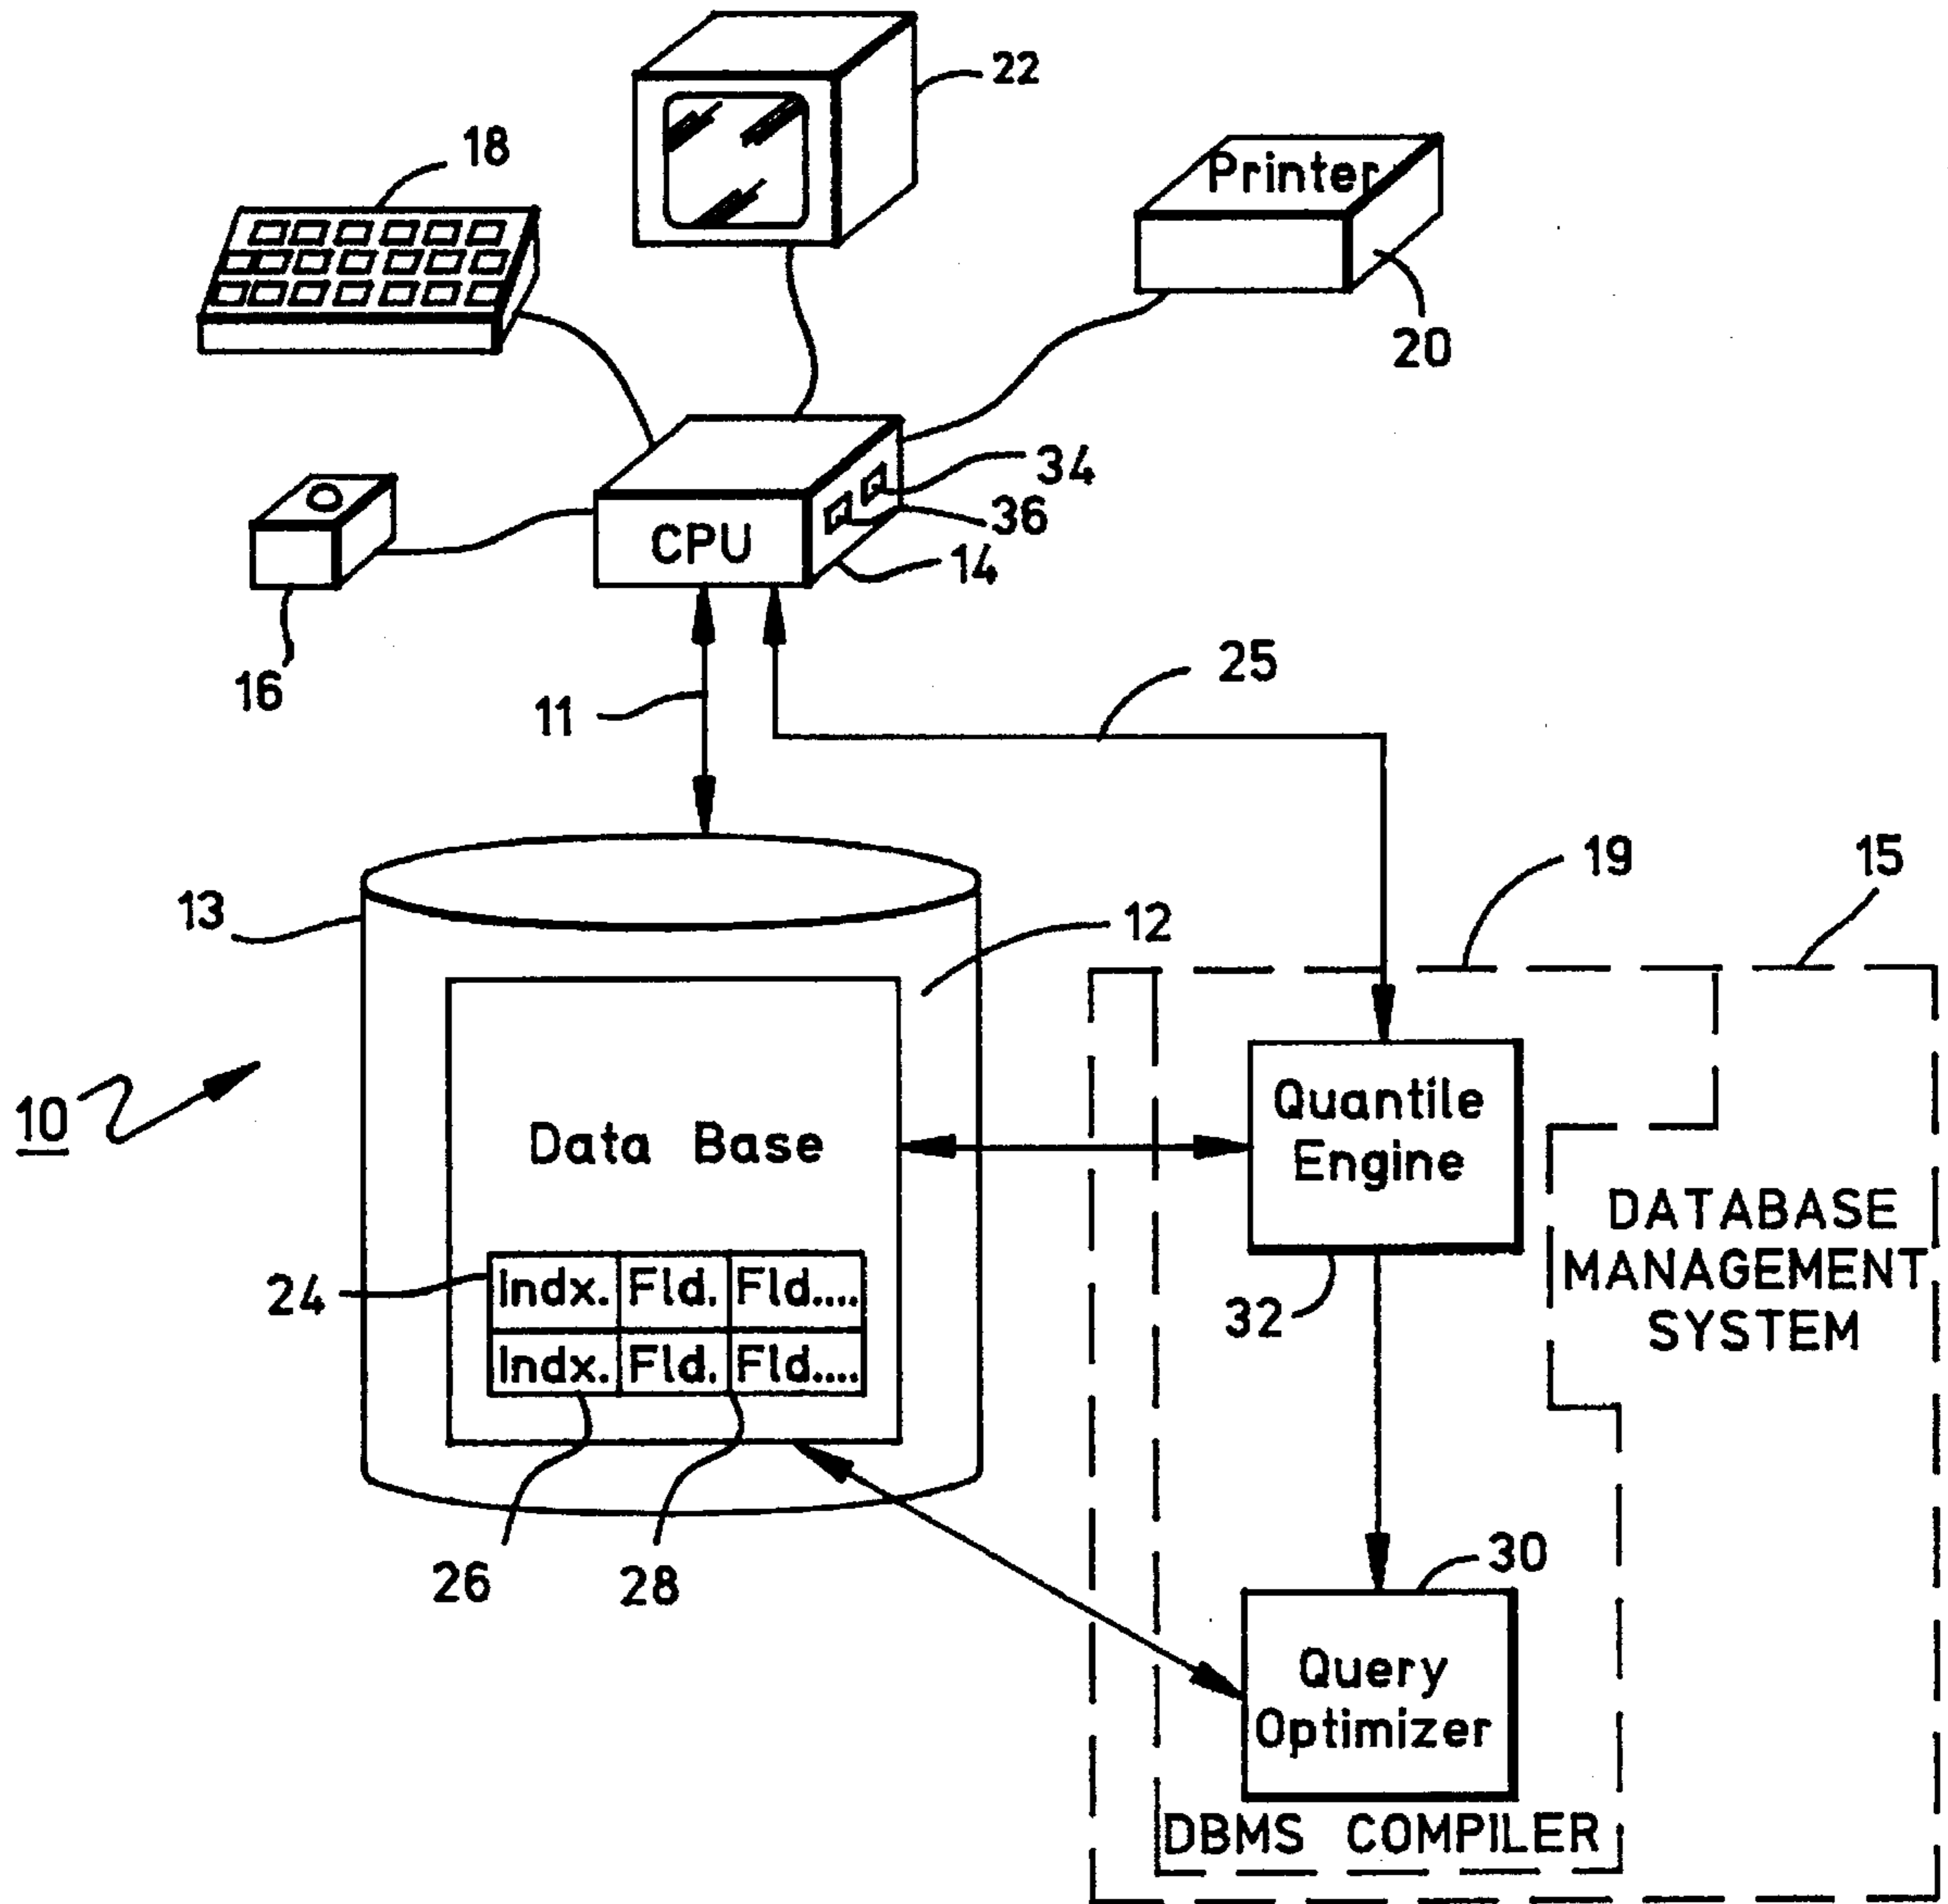 22
18
Printer
20
34
36
CPU
14
16
11
25
19
15
13
12
10
Data Base
Quantile
Engine
DATABASE
MANAGEMENT
SYSTEM
24
Indx. Fld. Fld....
Indx. Fld. Fld....
32
26
28
30
Query
Optimizer
DBMS COMPILER